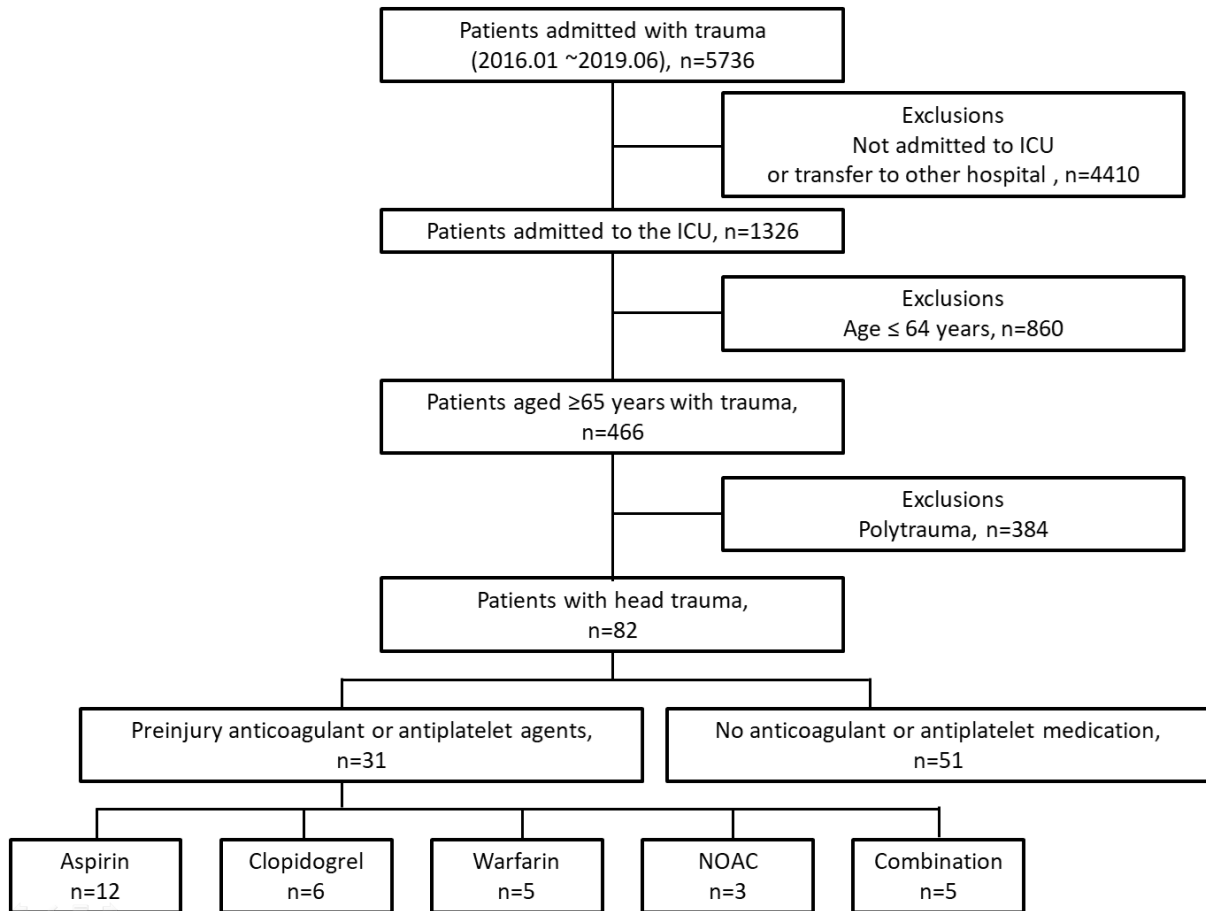 Patients admitted with trauma
(2016.01 ~2019.06), n=5736
Exclusions
Not admitted to ICU
or transfer to other hospital , n=4410
Patients admitted to the ICU, n=1326
Exclusions
Age ≤ 64 years, n=860
Patients aged ≥65 years with trauma,
n=466
Exclusions
Polytrauma, n=384
Patients with head trauma,
n=82
Preinjury anticoagulant or antiplatelet agents,
n=31
No anticoagulant or antiplatelet medication,
n=51
Aspirin
n=12
Clopidogrel
n=6
Warfarin
n=5
NOAC
n=3
Combination
n=5